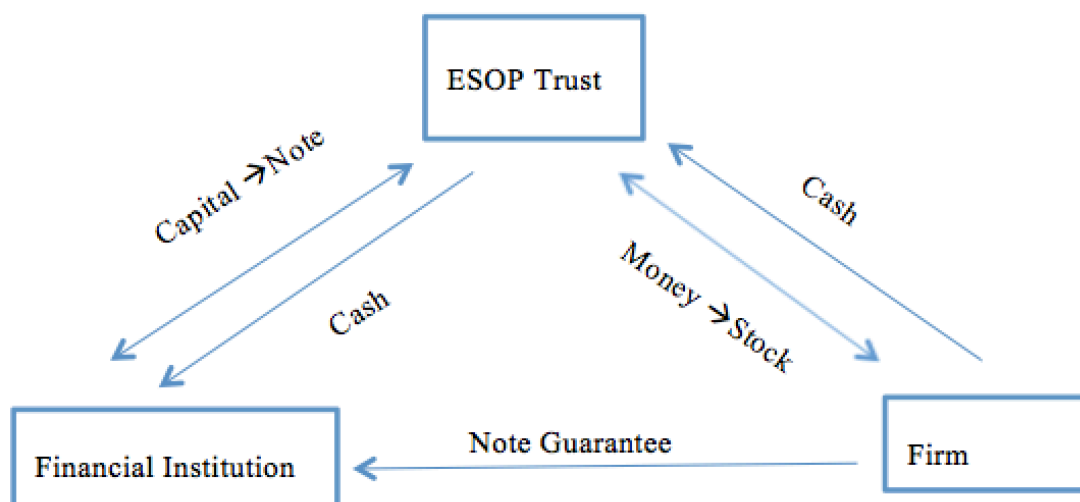 ESOP Trust
Capital →Note
Cash
Cash
Money →Stock
Financial Institution
Note Guarantee
Firm